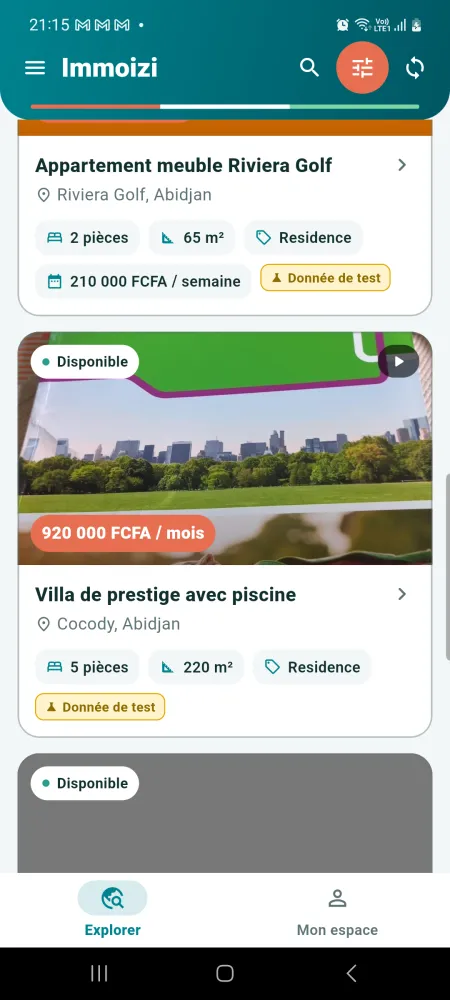 21:15
Vo))
LTE1
Immoizi
Appartement meuble Riviera Golf
Riviera Golf, Abidjan
2 pièces 65 m² Residence
210 000 FCFA / semaine Donnée de test
Disponible
920 000 FCFA / mois
Villa de prestige avec piscine
Cocody, Abidjan
5 pièces 220 m² Residence
Donnée de test
Disponible
Explorer Mon espace